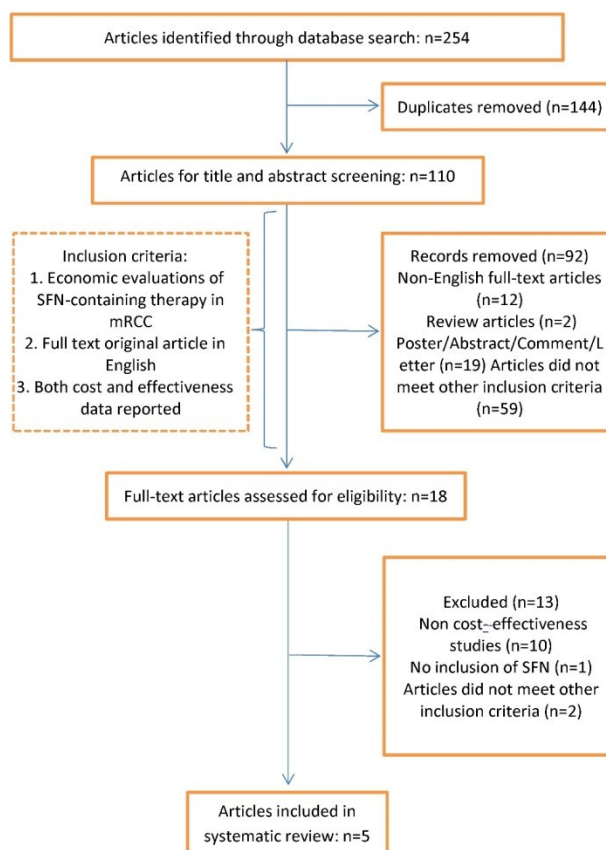 Articles identified through database search: n=254
Duplicates removed (n=144)
Articles for title and abstract screening: n=110
Inclusion criteria:
1. Economic evaluations of
SFN-containing therapy in
mRCC
2. Full text original article in
English
3. Both cost and effectiveness
data reported
Records removed (n=92)
Non-English full-text articles
(n=12)
Review articles (n=2)
Poster/Abstract/Comment/L
etter (n=19) Articles did not
meet other inclusion criteria
(n=59)
Full-text articles assessed for eligibility: n=18
Excluded (n=13)
Non cost-effectiveness
studies (n=10)
No inclusion of SFN (n=1)
Articles did not meet other
inclusion criteria (n=2)
Articles included in
systematic review: n=5